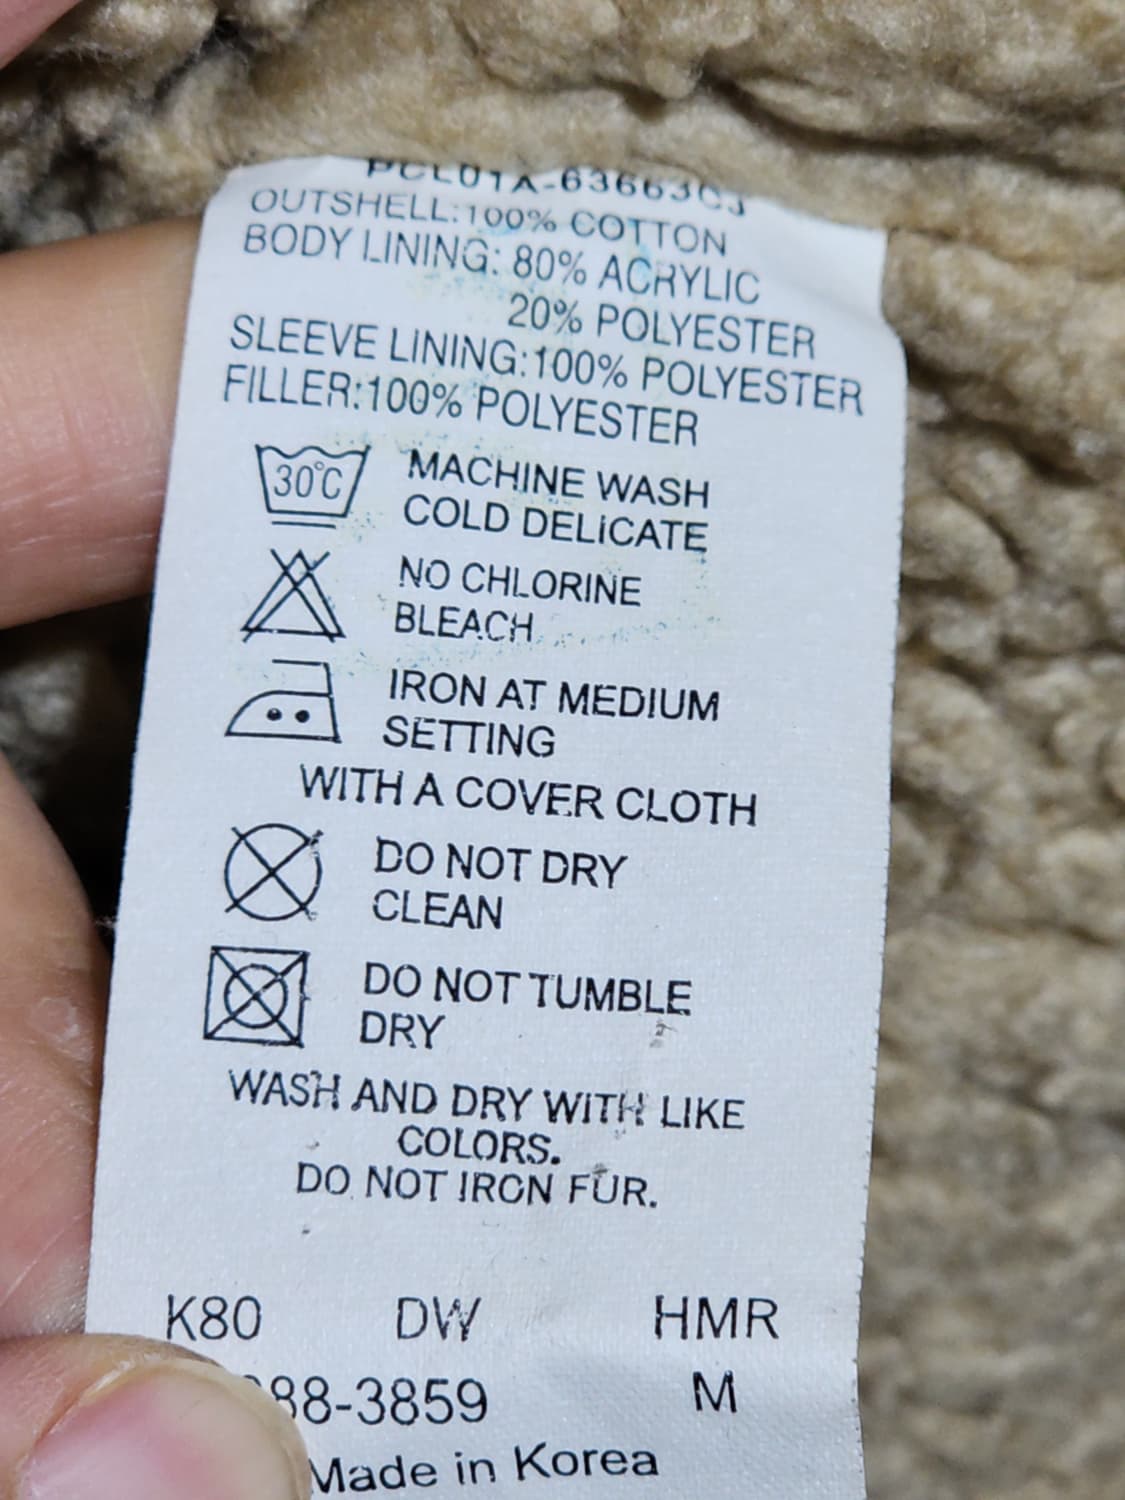 OUTSHELL:100% COTTON
BODY LINING: 80% ACRYLIC
20% POLYESTER
SLEEVE LINING:100% POLYESTER
FILLER:100% POLYESTER
30°C MACHINE WASH
COLD DELICATE
NO CHLORINE
BLEACH
IRON AT MEDIUM
SETTING
WITH A COVER CLOTH
DO NOT DRY
CLEAN
DO NOT TUMBLE
DRY
WASH AND DRY WITH LIKE
COLORS.
DO NOT IRON FUR.
K80 DW HMR
88-3859 M
Made in Korea